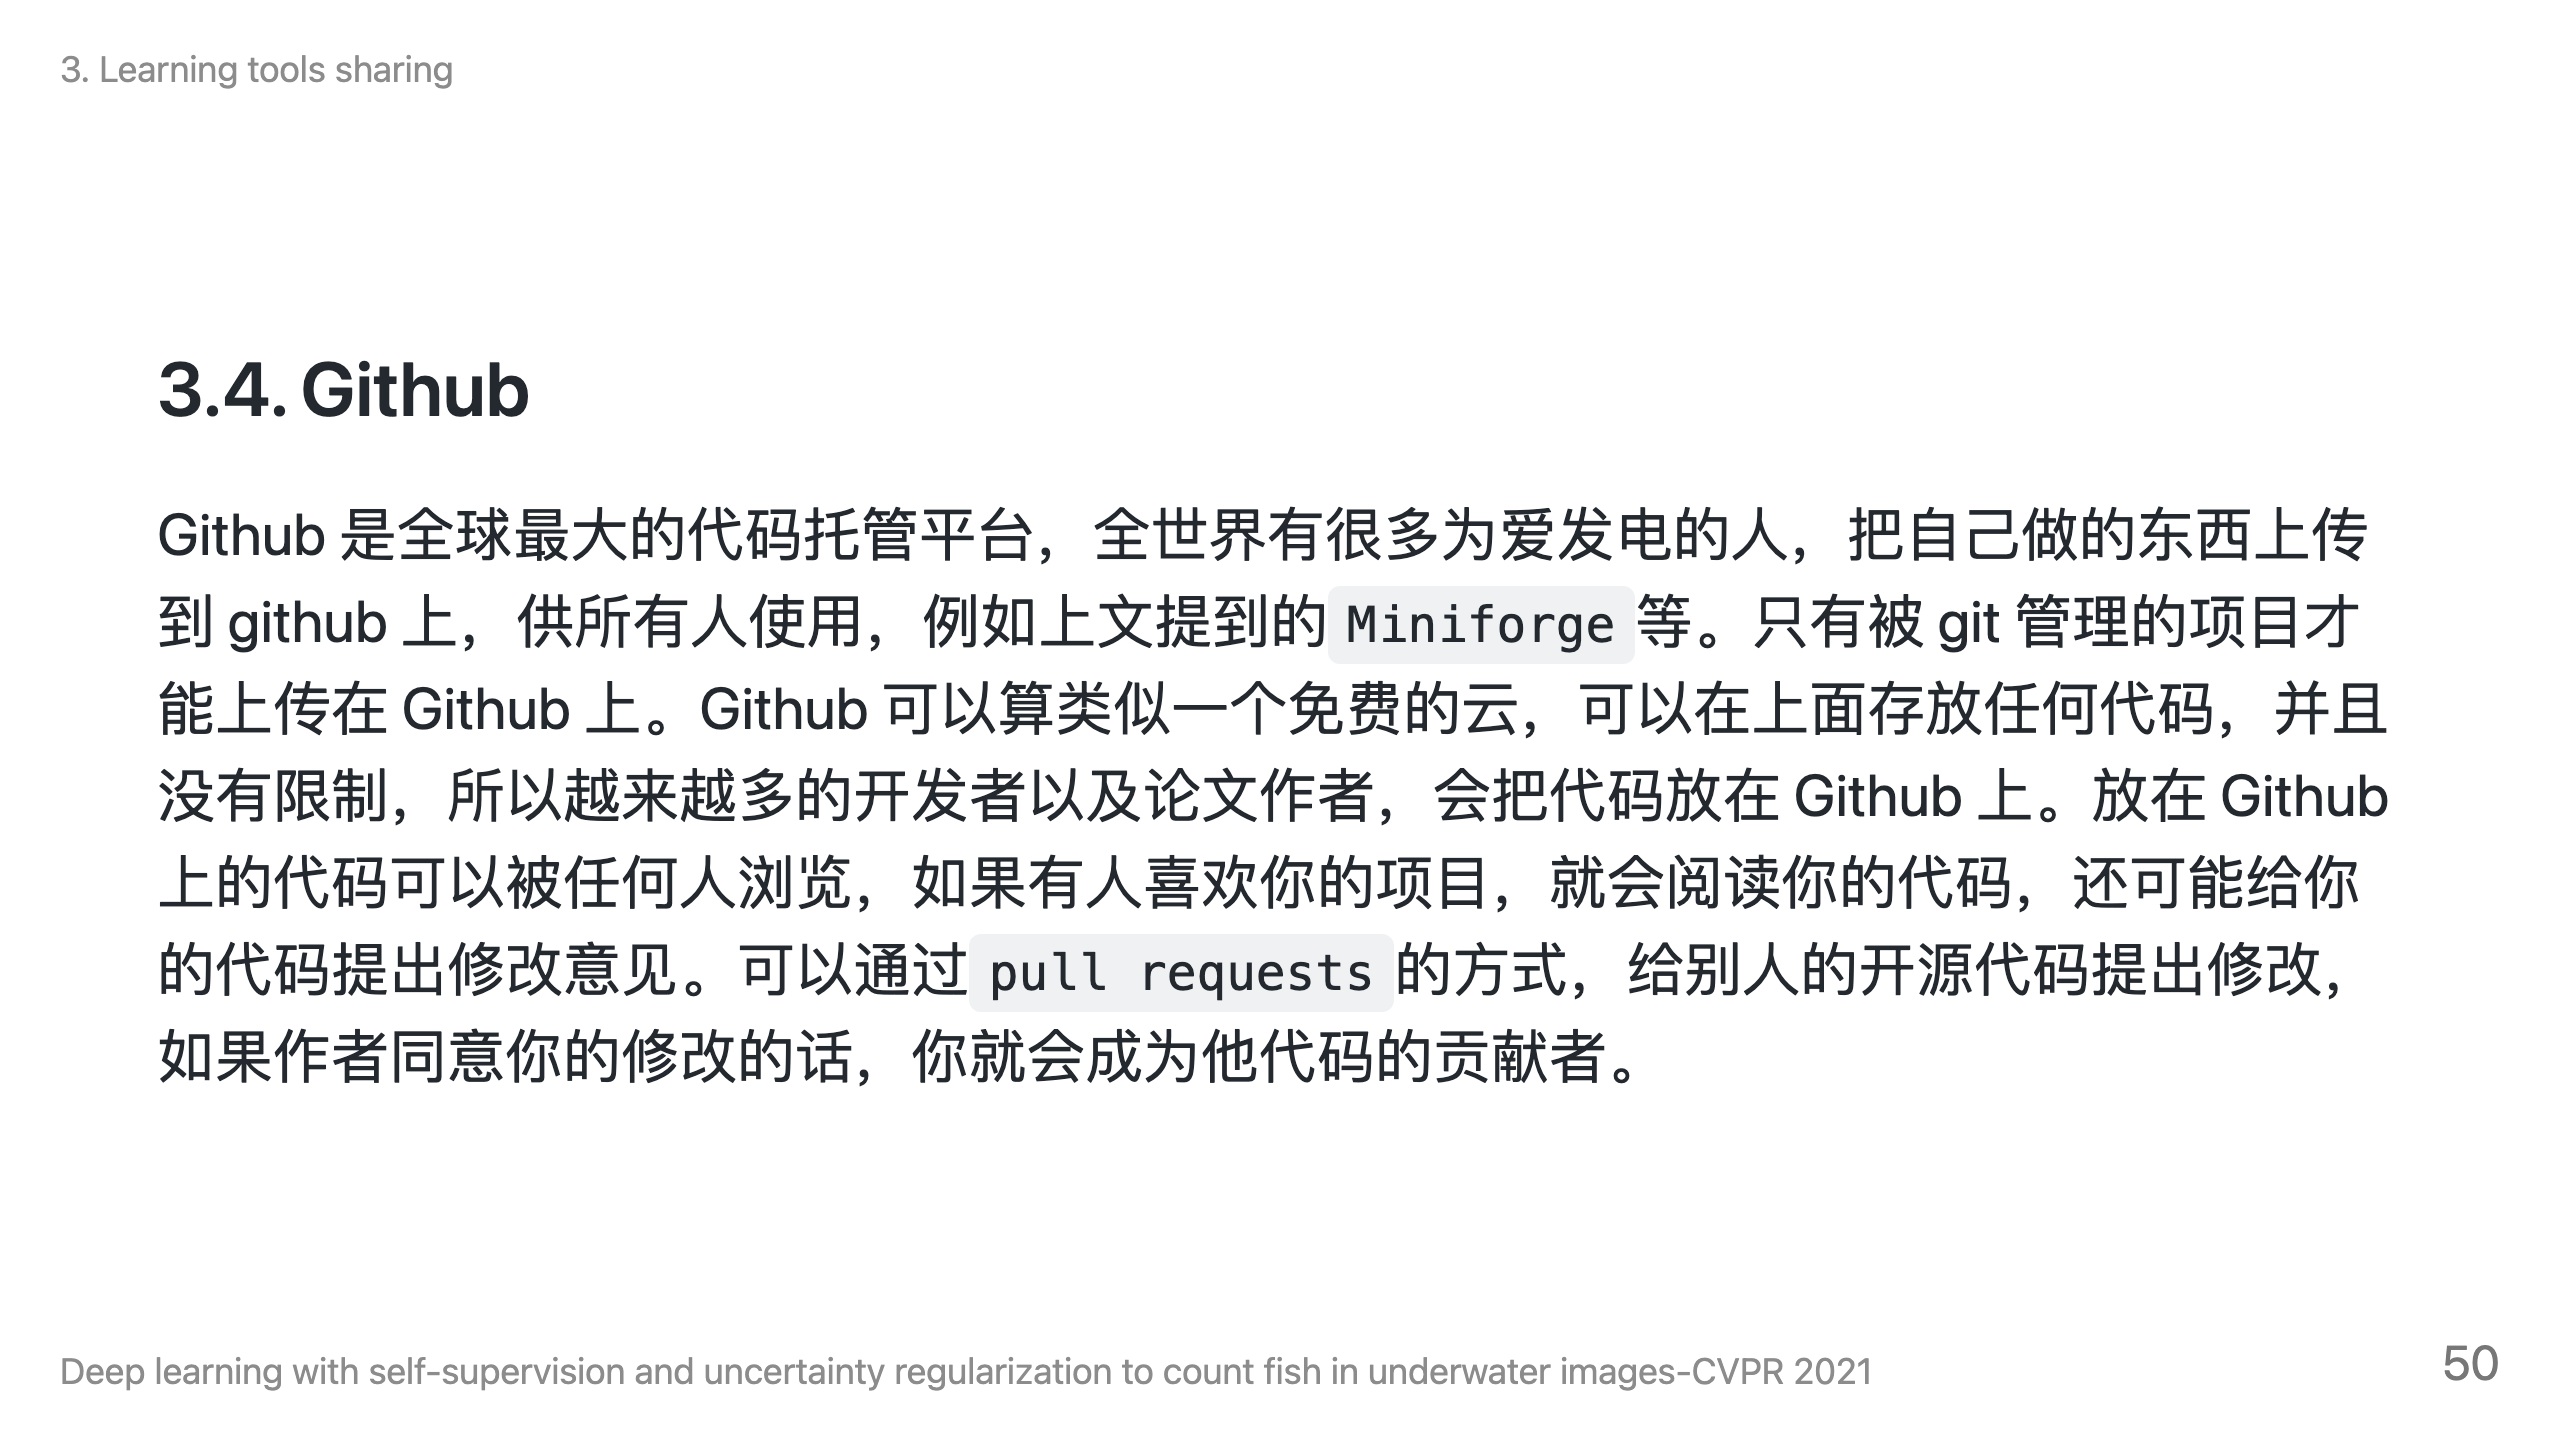 3. Learning tools sharing
3.4. Github
Github 是全球最大的代码托管平台，全世界有很多为爱发电的人，把自己做的东西上传
到 github 上，供所有人使用，例如上文提到的 Miniforge 等。只有被 git 管理的项目才
能上传在 Github 上。Github 可以算类似一个免费的云，可以在上面存放任何代码，并且
没有限制，所以越来越多的开发者以及论文作者，会把代码放在 Github 上。放在 Github
上的代码可以被任何人浏览，如果有人喜欢你的项目，就会阅读你的代码，还可能给你
的代码提出修改意见。可以通过 pull requests 的方式，给别人的开源代码提出修改，
如果作者同意你的修改的话，你就会成为他代码的贡献者。
Deep learning with self-supervision and uncertainty regularization to count fish in underwater images-CVPR 2021
50